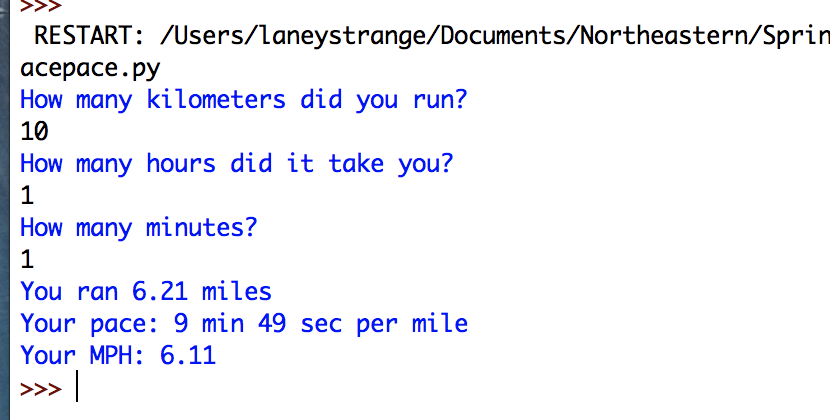 >>>
RESTART: /Users/laneystrange/Documents/Northeastern/Sprin
acepace.py
How many kilometers did you run?
10
How many hours did it take you?
1
How many minutes?
1
You ran 6.21 miles
Your pace: 9 min 49 sec per mile
Your MPH: 6.11
>>>